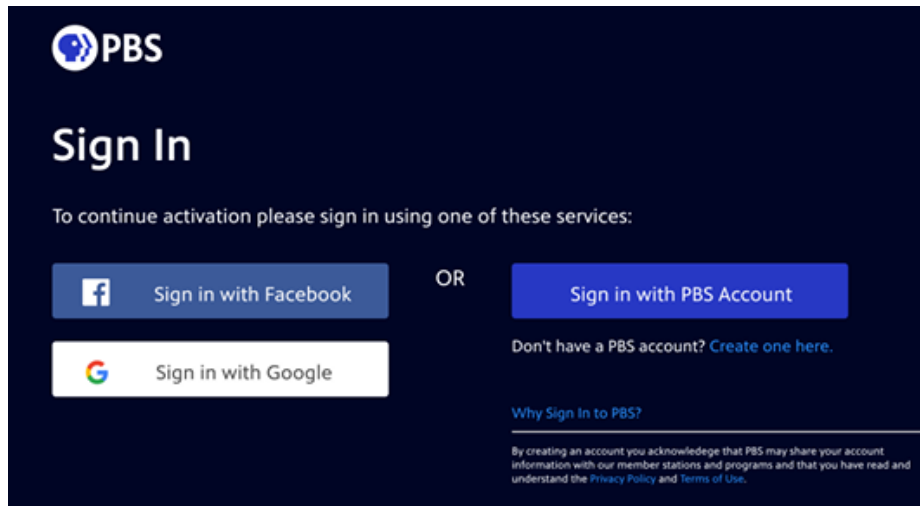 PBS
Sign In
To continue activation please sign in using one of these services:
Sign in with Facebook
Sign in with Google
OR
Sign in with PBS Account
Don't have a PBS account? Create one here.
Why Sign In to PBS?
By creating an account you acknowledege that PBS may share your account
information with our member stations and programs and that you have read and
understand the Privacy Policy and Terms of Use.